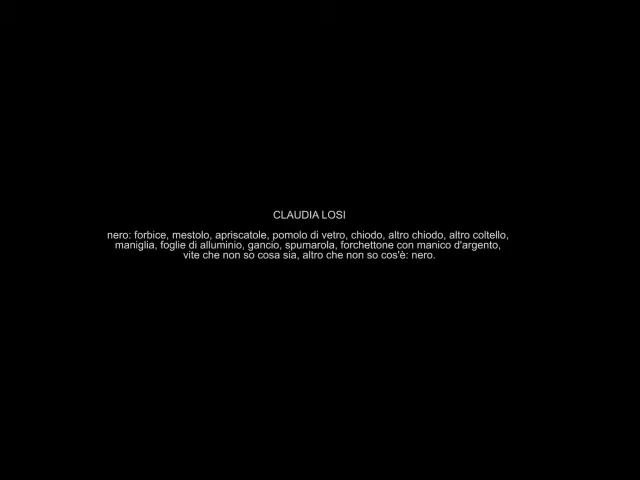 CLAUDIA LOSI
nero: forbice, mestolo, apriscatole, pomolo di vetro, chiodo, altro chiodo, altro coltello,
maniglia, foglie di alluminio, gancio, spumarola, forchettone con manico d'argento,
vite che non so cosa sia, altro che non so cos'è: nero.